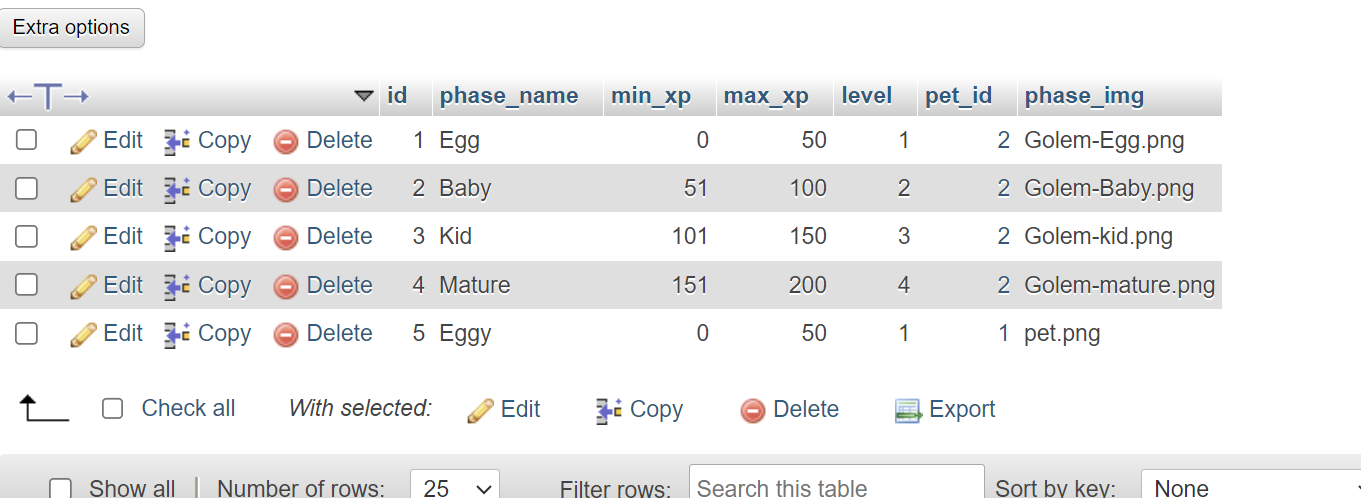 Extra options
id phase_name min_xp max_xp level pet_id phase_img
Edit Copy Delete 1 Egg 0 50 1 2 Golem-Egg.png
Edit Copy Delete 2 Baby 51 100 2 2 Golem-Baby.png
Edit Copy Delete 3 Kid 101 150 3 2 Golem-kid.png
Edit Copy Delete 4 Mature 151 200 4 2 Golem-mature.png
Edit Copy Delete 5 Eggy 0 50 1 1 pet.png
Check all With selected: Edit Copy Delete Export
Show all | Number of rows: 25 Filter rows: Search this table Sort by key: None